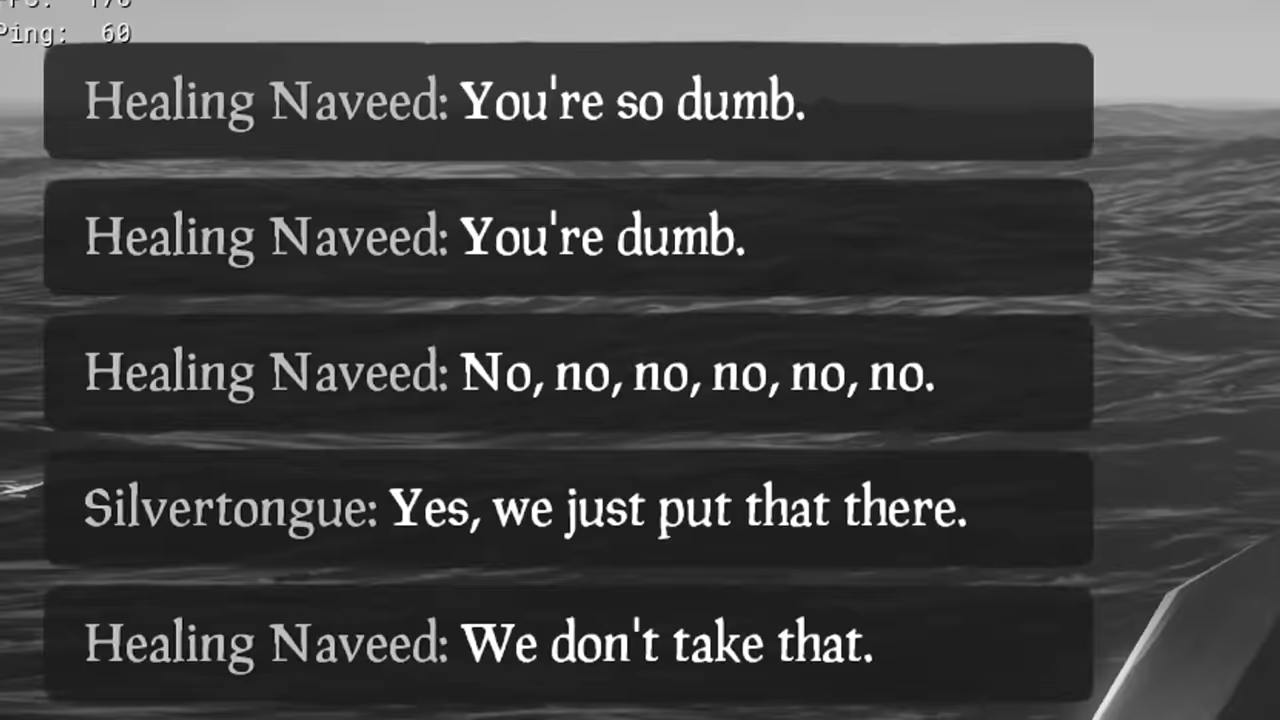 Ping: 60
Healing Naveed: You're so dumb.
Healing Naveed: You're dumb.
Healing Naveed: No, no, no, no, no, no.
Silvertongue: Yes, we just put that there.
Healing Naveed: We don't take that.